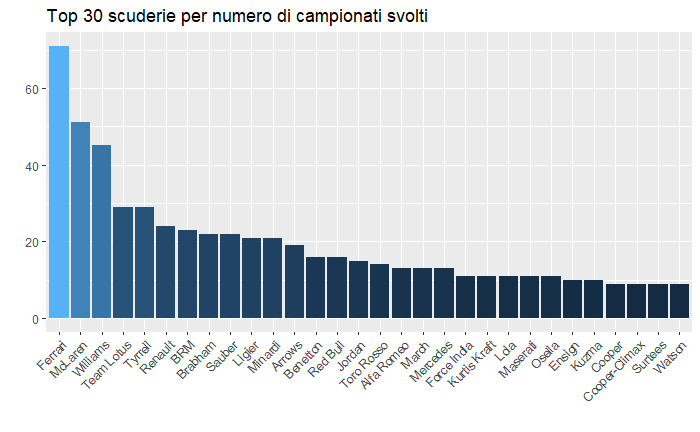 Top 30 scuderie per numero di campionati svolti
60
40
20
0
Ferrari
McLaren
Williams
Team Lotus
Tyrrell
Renault
BRM
Brabham
Sauber
Ligier
Minardi
Arrows
Benetton
Red Bull
Jordan
Toro Rosso
Alfa Romeo
March
Mercedes
Force India
Kurtis Kraft
Lola
Maserati
Osella
Ensign
Kuzma
Cooper
Cooper-Climax
Surtees
Watson